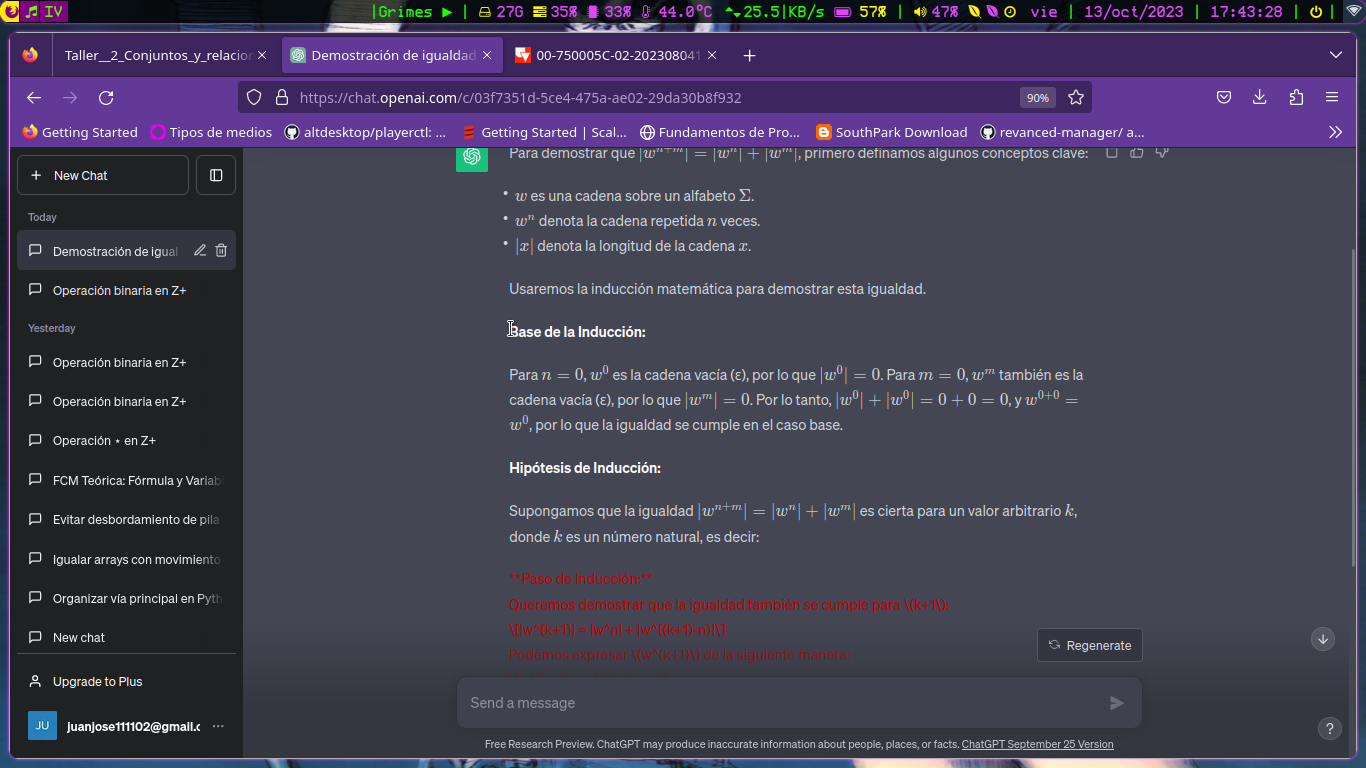 IV |Grimes ▶ | 27G 35% 33% 44.0°C 25.5|KB/s 57% | 47% vie | 13/oct/2023 | 17:43:28 |
Taller__2_Conjuntos_y_relacior × Demostración de igualdad × 00-750005C-02-202308041 × +
https://chat.openai.com/c/03f7351d-5ce4-475a-ae02-29da30b8f932 90%
Getting Started Tipos de medios altdesktop/playerctl: ... Getting Started | Scal... Fundamentos de Pro... SouthPark Download revanced-manager/ a...
+ New Chat
Today
Demostración de igual
Operación binaria en Z+
Yesterday
Operación binaria en Z+
Operación binaria en Z+
Operación ⋆ en Z+
FCM Teórica: Fórmula y Variab
Evitar desbordamiento de pila
Igualar arrays con movimiento
Organizar vía principal en Pyth
New chat
Upgrade to Plus
JU juanjose111102@gmail.c ...
Para demostrar que |w^{n+m}| = |w^n| + |w^m|, primero definamos algunos conceptos clave:
• w es una cadena sobre un alfabeto Σ.
• w^n denota la cadena repetida n veces.
• |x| denota la longitud de la cadena x.
Usaremos la inducción matemática para demostrar esta igualdad.
Base de la Inducción:
Para n = 0, w^0 es la cadena vacía (ε), por lo que |w^0| = 0. Para m = 0, w^m también es la
cadena vacía (ε), por lo que |w^m| = 0. Por lo tanto, |w^0| + |w^0| = 0 + 0 = 0, y w^{0+0} =
w^0, por lo que la igualdad se cumple en el caso base.
Hipótesis de Inducción:
Supongamos que la igualdad |w^{n+m}| = |w^n| + |w^m| es cierta para un valor arbitrario k,
donde k es un número natural, es decir:
**Paso de Inducción:**
Queremos demostrar que la igualdad también se cumple para \(k+1\):
\[|w^{k+1}| = |w^n| + |w^{(k+1)-n}|\]
Podemos expresar \(w^{k+1}\) de la siguiente manera:
Regenerate
Send a message
Free Research Preview. ChatGPT may produce inaccurate information about people, places, or facts. ChatGPT September 25 Version
?